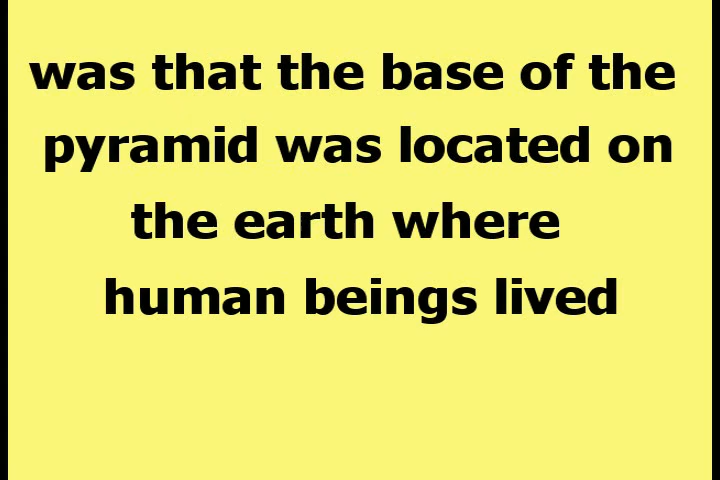 was that the base of the
pyramid was located on
the earth where
human beings lived